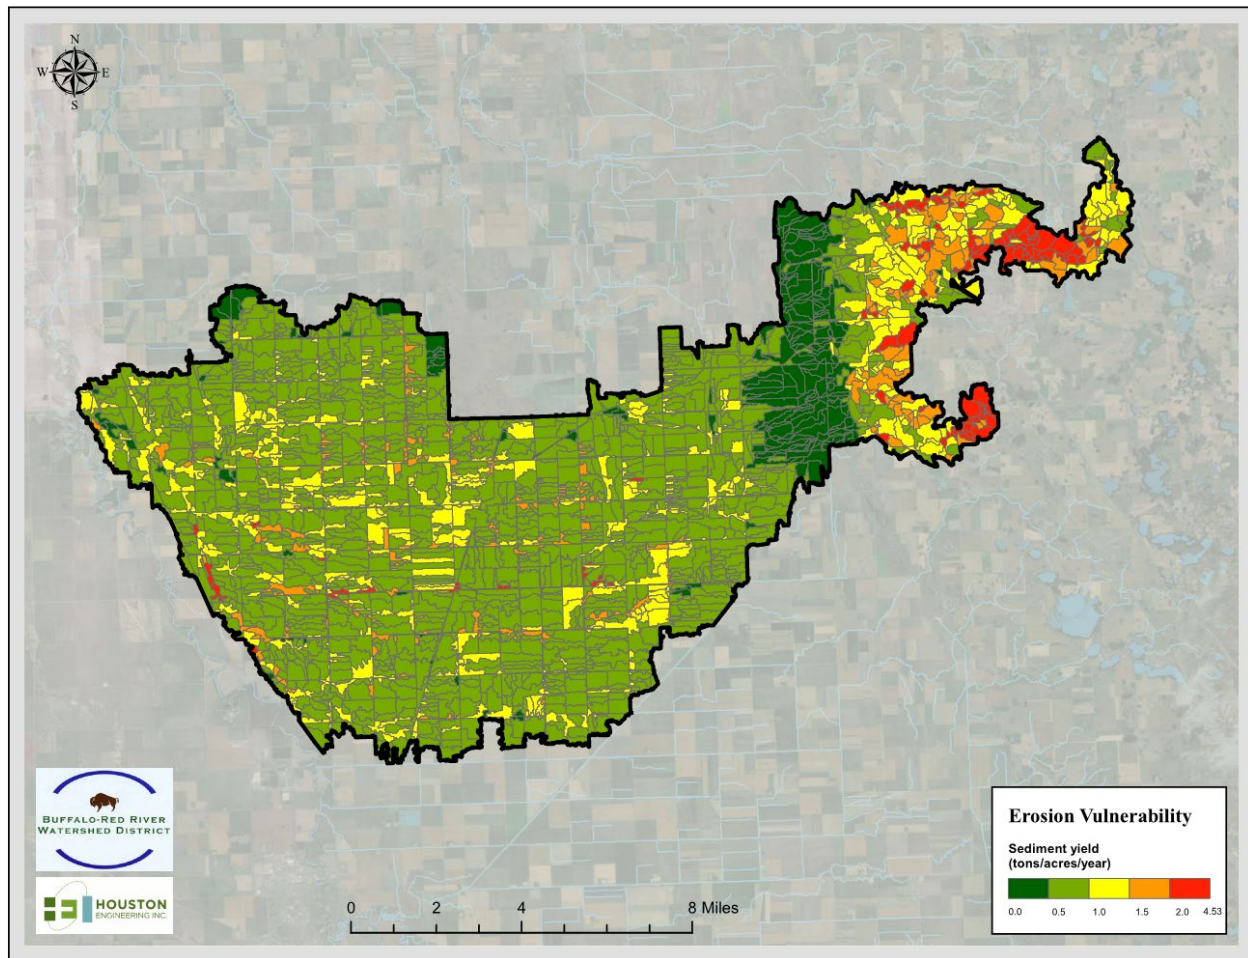 N
W E
S
BUFFALO-RED RIVER
WATERSHED DISTRICT
HOUSTON
ENGINEERING INC.
0 2 4 8 Miles
Erosion Vulnerability
Sediment yield
(tons/acres/year)
0.0 0.5 1.0 1.5 2.0 4.53